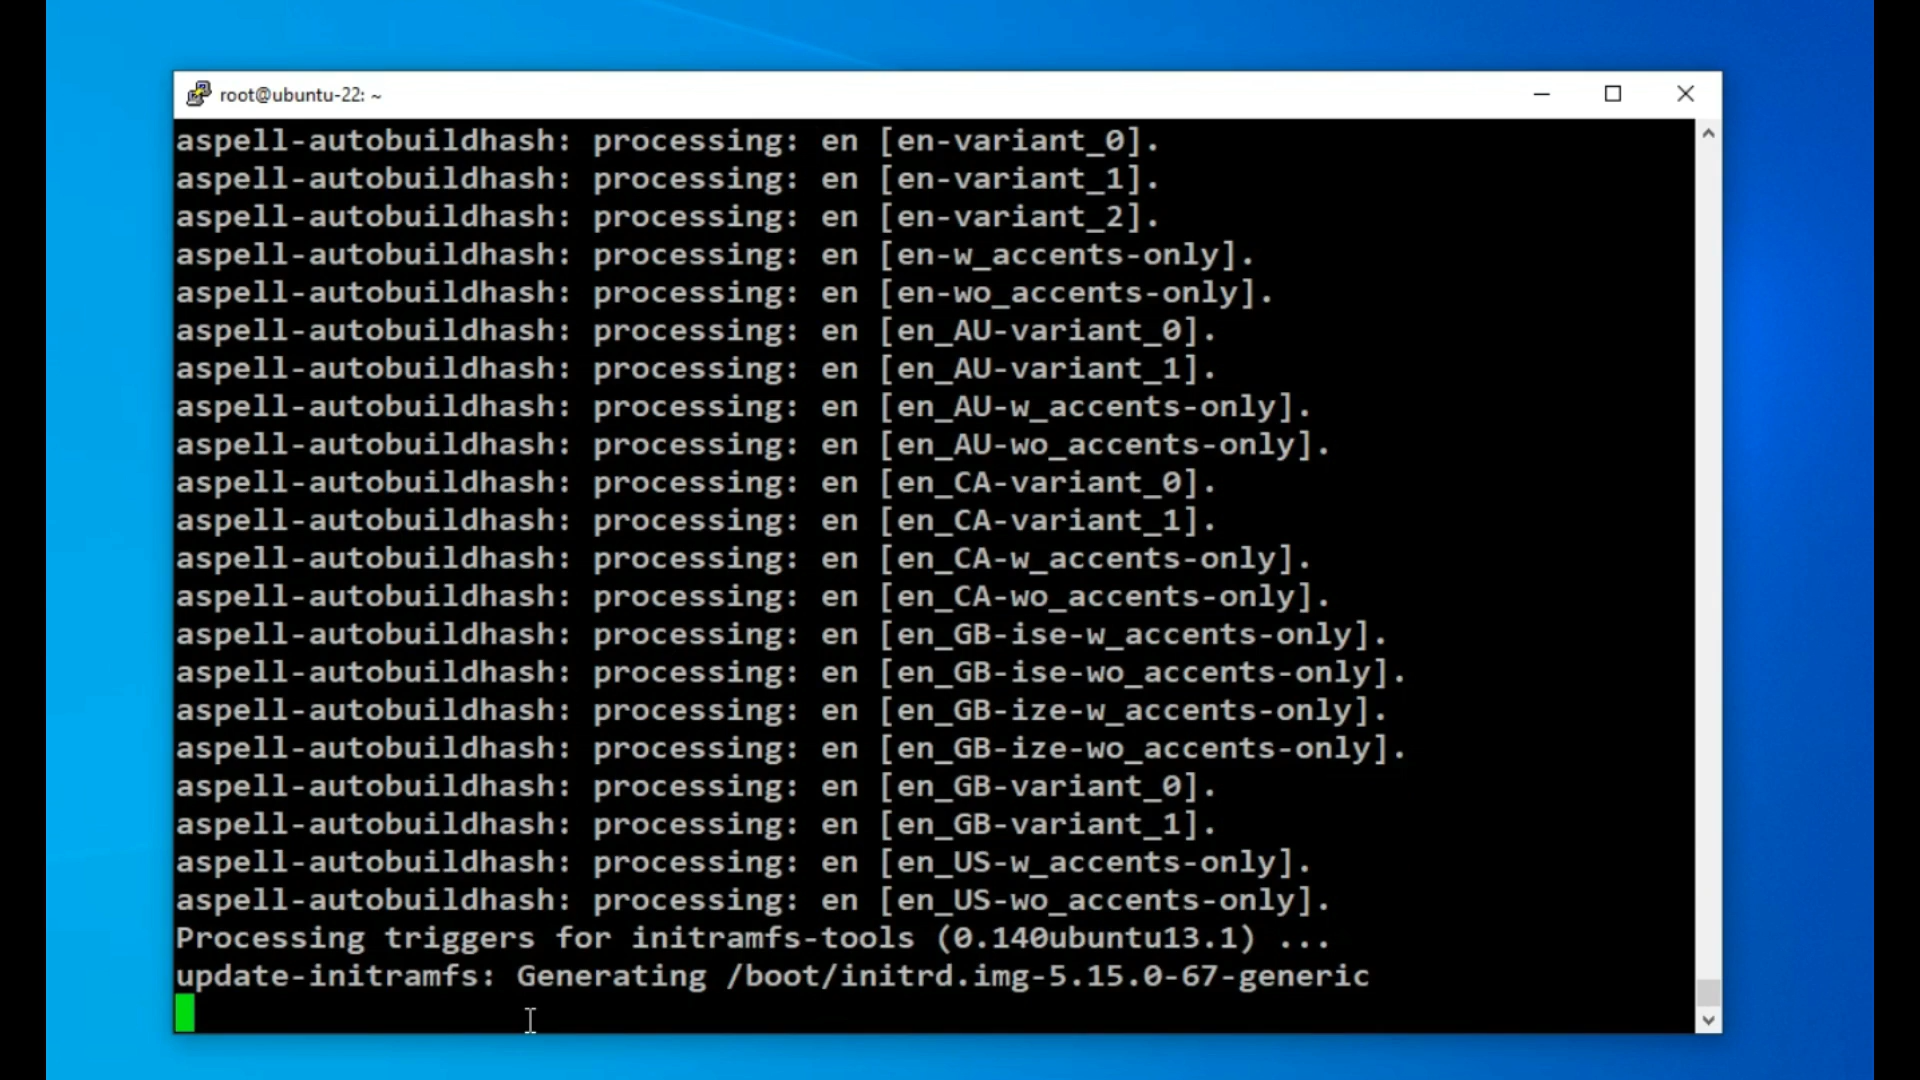 root@ubuntu-22: ~
aspell-autobuildhash: processing: en [en-variant_0].
aspell-autobuildhash: processing: en [en-variant_1].
aspell-autobuildhash: processing: en [en-variant_2].
aspell-autobuildhash: processing: en [en-w_accents-only].
aspell-autobuildhash: processing: en [en-wo_accents-only].
aspell-autobuildhash: processing: en [en_AU-variant_0].
aspell-autobuildhash: processing: en [en_AU-variant_1].
aspell-autobuildhash: processing: en [en_AU-w_accents-only].
aspell-autobuildhash: processing: en [en_AU-wo_accents-only].
aspell-autobuildhash: processing: en [en_CA-variant_0].
aspell-autobuildhash: processing: en [en_CA-variant_1].
aspell-autobuildhash: processing: en [en_CA-w_accents-only].
aspell-autobuildhash: processing: en [en_CA-wo_accents-only].
aspell-autobuildhash: processing: en [en_GB-ise-w_accents-only].
aspell-autobuildhash: processing: en [en_GB-ise-wo_accents-only].
aspell-autobuildhash: processing: en [en_GB-ize-w_accents-only].
aspell-autobuildhash: processing: en [en_GB-ize-wo_accents-only].
aspell-autobuildhash: processing: en [en_GB-variant_0].
aspell-autobuildhash: processing: en [en_GB-variant_1].
aspell-autobuildhash: processing: en [en_US-w_accents-only].
aspell-autobuildhash: processing: en [en_US-wo_accents-only].
Processing triggers for initramfs-tools (0.140ubuntu13.1) ...
update-initramfs: Generating /boot/initrd.img-5.15.0-67-generic